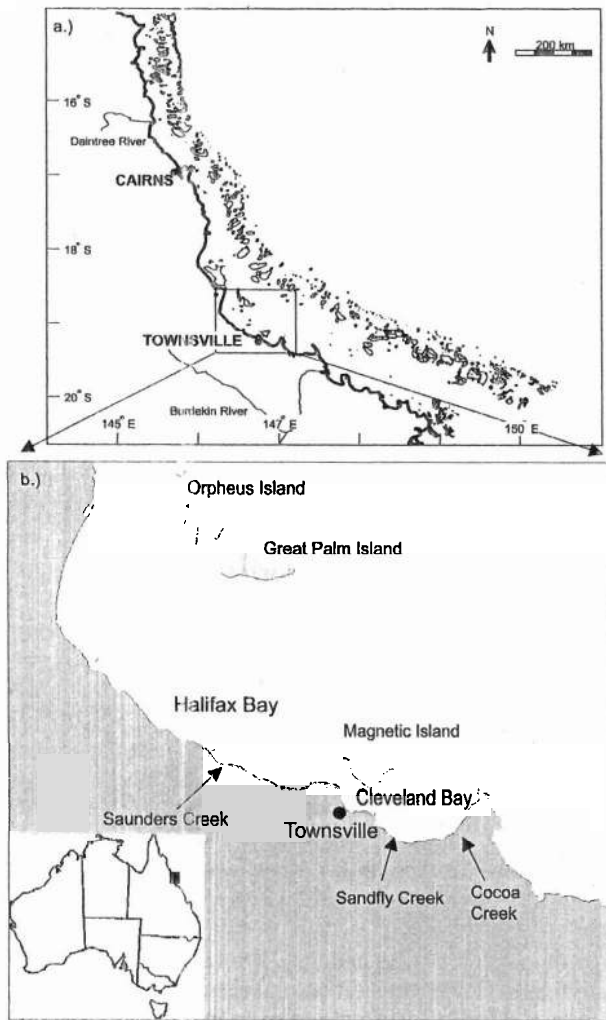 a.)
N
200 km
16°S
Daintree River
CAIRNS
18°S
TOWNSVILLE
20°S
Burdekin River
145°E
147°E
150°E
b.)
Orpheus Island
Great Palm Island
Halifax Bay
Magnetic Island
Cleveland Bay
Saunders Creek
Townsville
Sandfly Creek
Cocoa
Creek